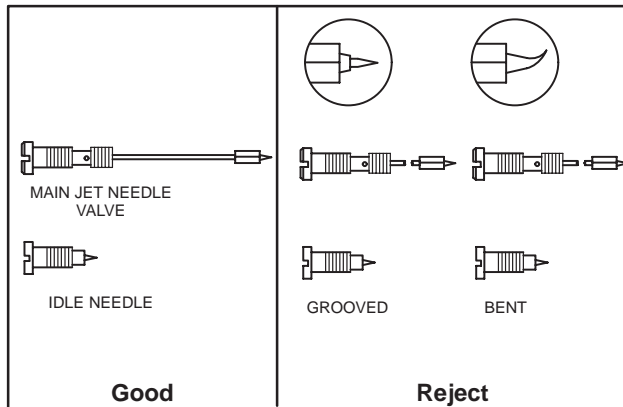 MAIN JET NEEDLE
VALVE
IDLE NEEDLE
GROOVED
BENT
Good
Reject